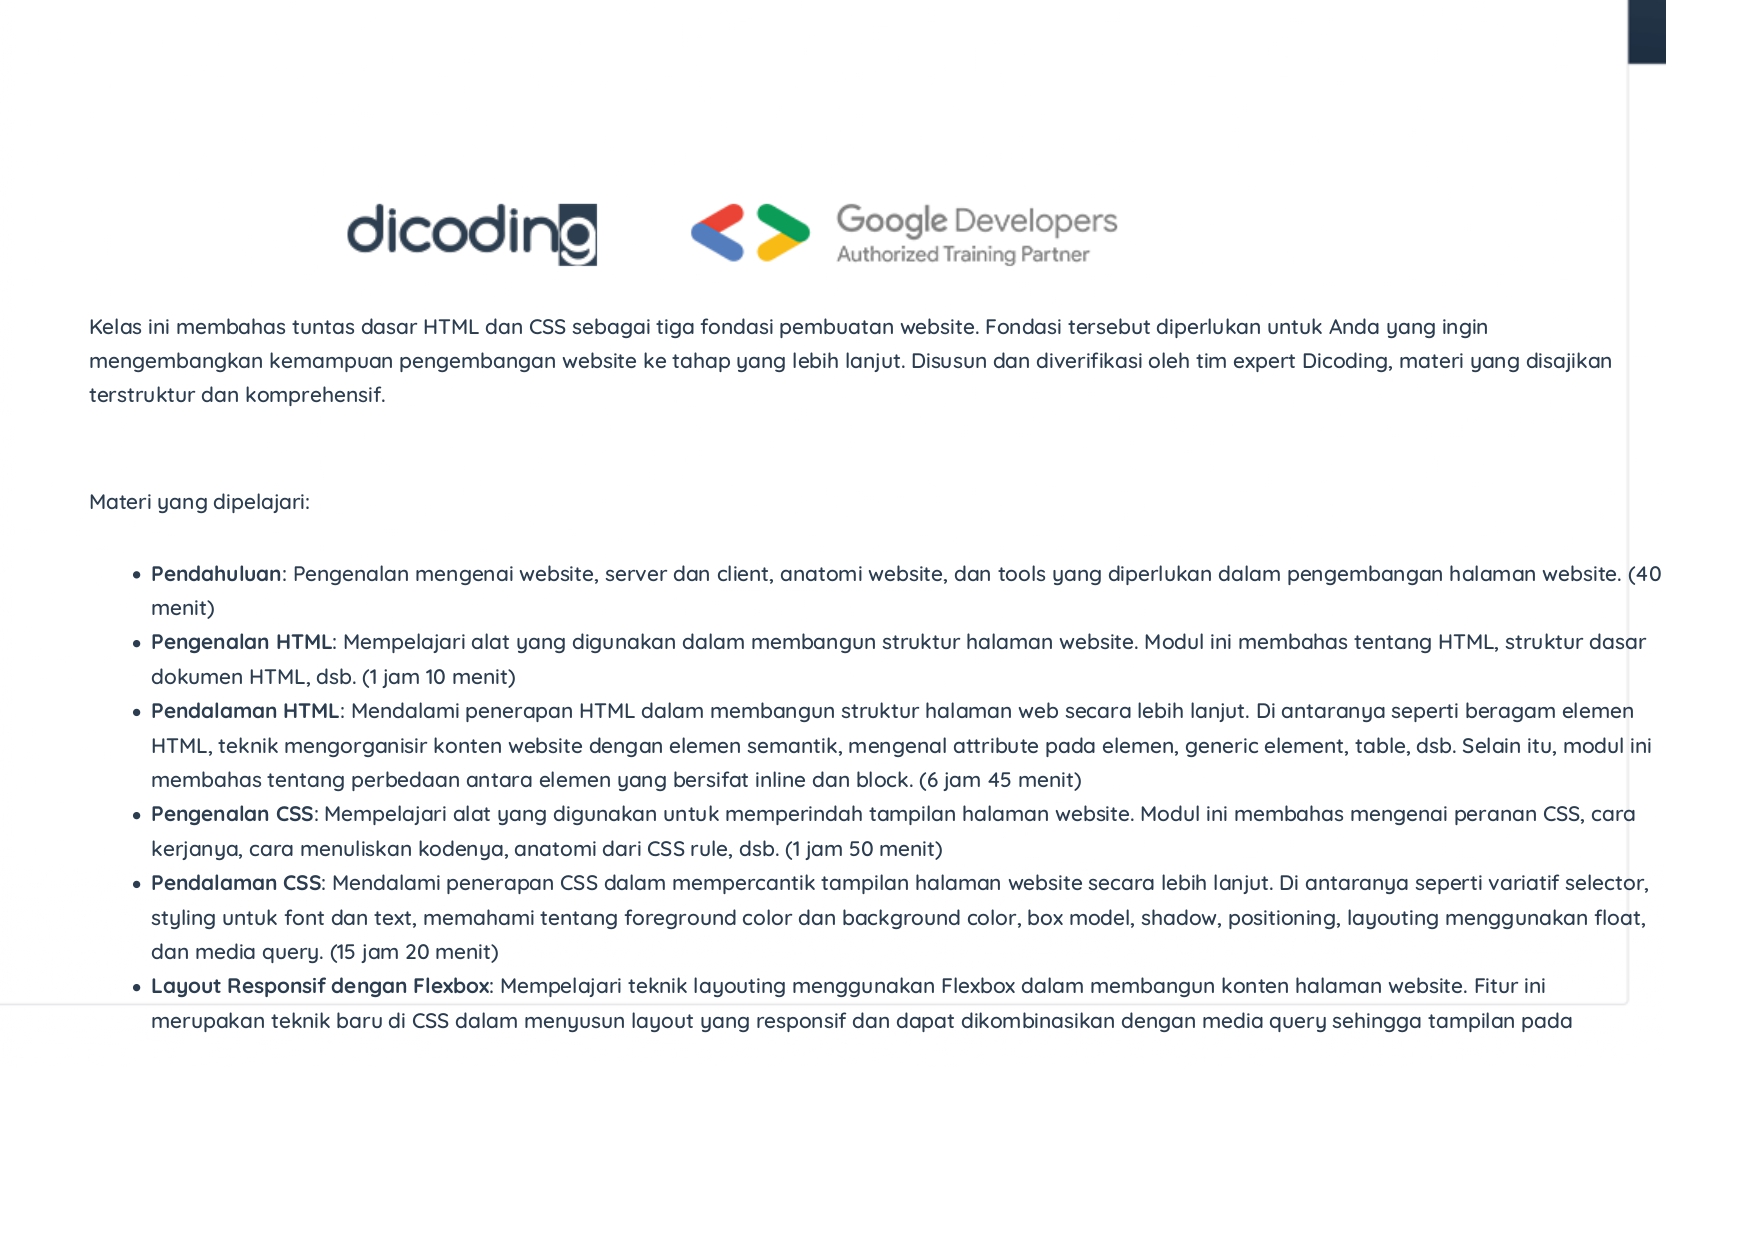 dicoding
Google Developers
Authorized Training Partner
Kelas ini membahas tuntas dasar HTML dan CSS sebagai tiga fondasi pembuatan website. Fondasi tersebut diperlukan untuk Anda yang ingin
mengembangkan kemampuan pengembangan website ke tahap yang lebih lanjut. Disusun dan diverifikasi oleh tim expert Dicoding, materi yang disajikan
terstruktur dan komprehensif.
Materi yang dipelajari:
• Pendahuluan: Pengenalan mengenai website, server dan client, anatomi website, dan tools yang diperlukan dalam pengembangan halaman website. (40
menit)
• Pengenalan HTML: Mempelajari alat yang digunakan dalam membangun struktur halaman website. Modul ini membahas tentang HTML, struktur dasar
dokumen HTML, dsb. (1 jam 10 menit)
• Pendalaman HTML: Mendalami penerapan HTML dalam membangun struktur halaman web secara lebih lanjut. Di antaranya seperti beragam elemen
HTML, teknik mengorganisir konten website dengan elemen semantik, mengenal attribute pada elemen, generic element, table, dsb. Selain itu, modul ini
membahas tentang perbedaan antara elemen yang bersifat inline dan block. (6 jam 45 menit)
• Pengenalan CSS: Mempelajari alat yang digunakan untuk memperindah tampilan halaman website. Modul ini membahas mengenai peranan CSS, cara
kerjanya, cara menuliskan kodenya, anatomi dari CSS rule, dsb. (1 jam 50 menit)
• Pendalaman CSS: Mendalami penerapan CSS dalam mempercantik tampilan halaman website secara lebih lanjut. Di antaranya seperti variatif selector,
styling untuk font dan text, memahami tentang foreground color dan background color, box model, shadow, positioning, layouting menggunakan float,
dan media query. (15 jam 20 menit)
• Layout Responsif dengan Flexbox: Mempelajari teknik layouting menggunakan Flexbox dalam membangun konten halaman website. Fitur ini
merupakan teknik baru di CSS dalam menyusun layout yang responsif dan dapat dikombinasikan dengan media query sehingga tampilan pada